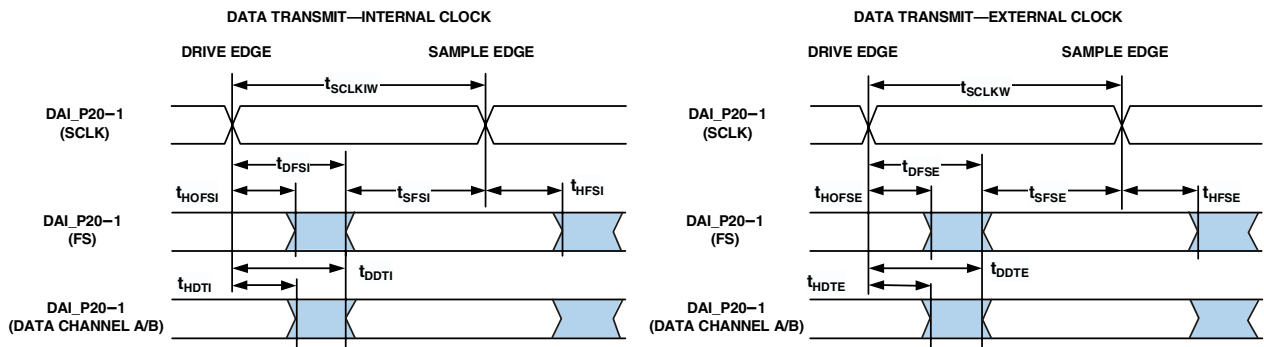 DATA TRANSMIT—INTERNAL CLOCK
DRIVE EDGE
SAMPLE EDGE
tSCLKIW
DAI_P20–1
(SCLK)
tDFSI
tHOFSI
tSFSI
tHFSI
DAI_P20–1
(FS)
tDDTI
tHDTI
DAI_P20–1
(DATA CHANNEL A/B)
DATA TRANSMIT—EXTERNAL CLOCK
DRIVE EDGE
SAMPLE EDGE
tSCLKW
DAI_P20–1
(SCLK)
tDFSE
tHOFSE
tSFSE
tHFSE
DAI_P20–1
(FS)
tDDTE
tHDTE
DAI_P20–1
(DATA CHANNEL A/B)